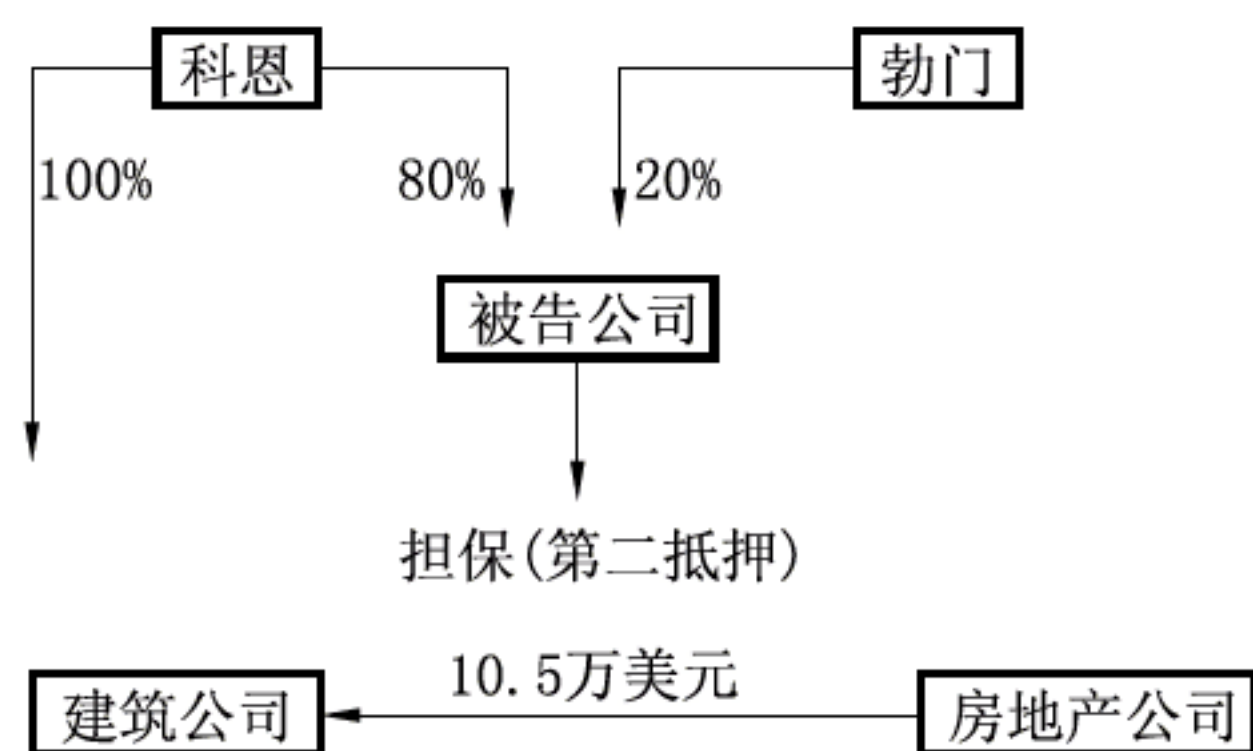 科恩
勃门
100%
80%
20%
被告公司
担保(第二抵押)
10.5万美元
建筑公司
房地产公司